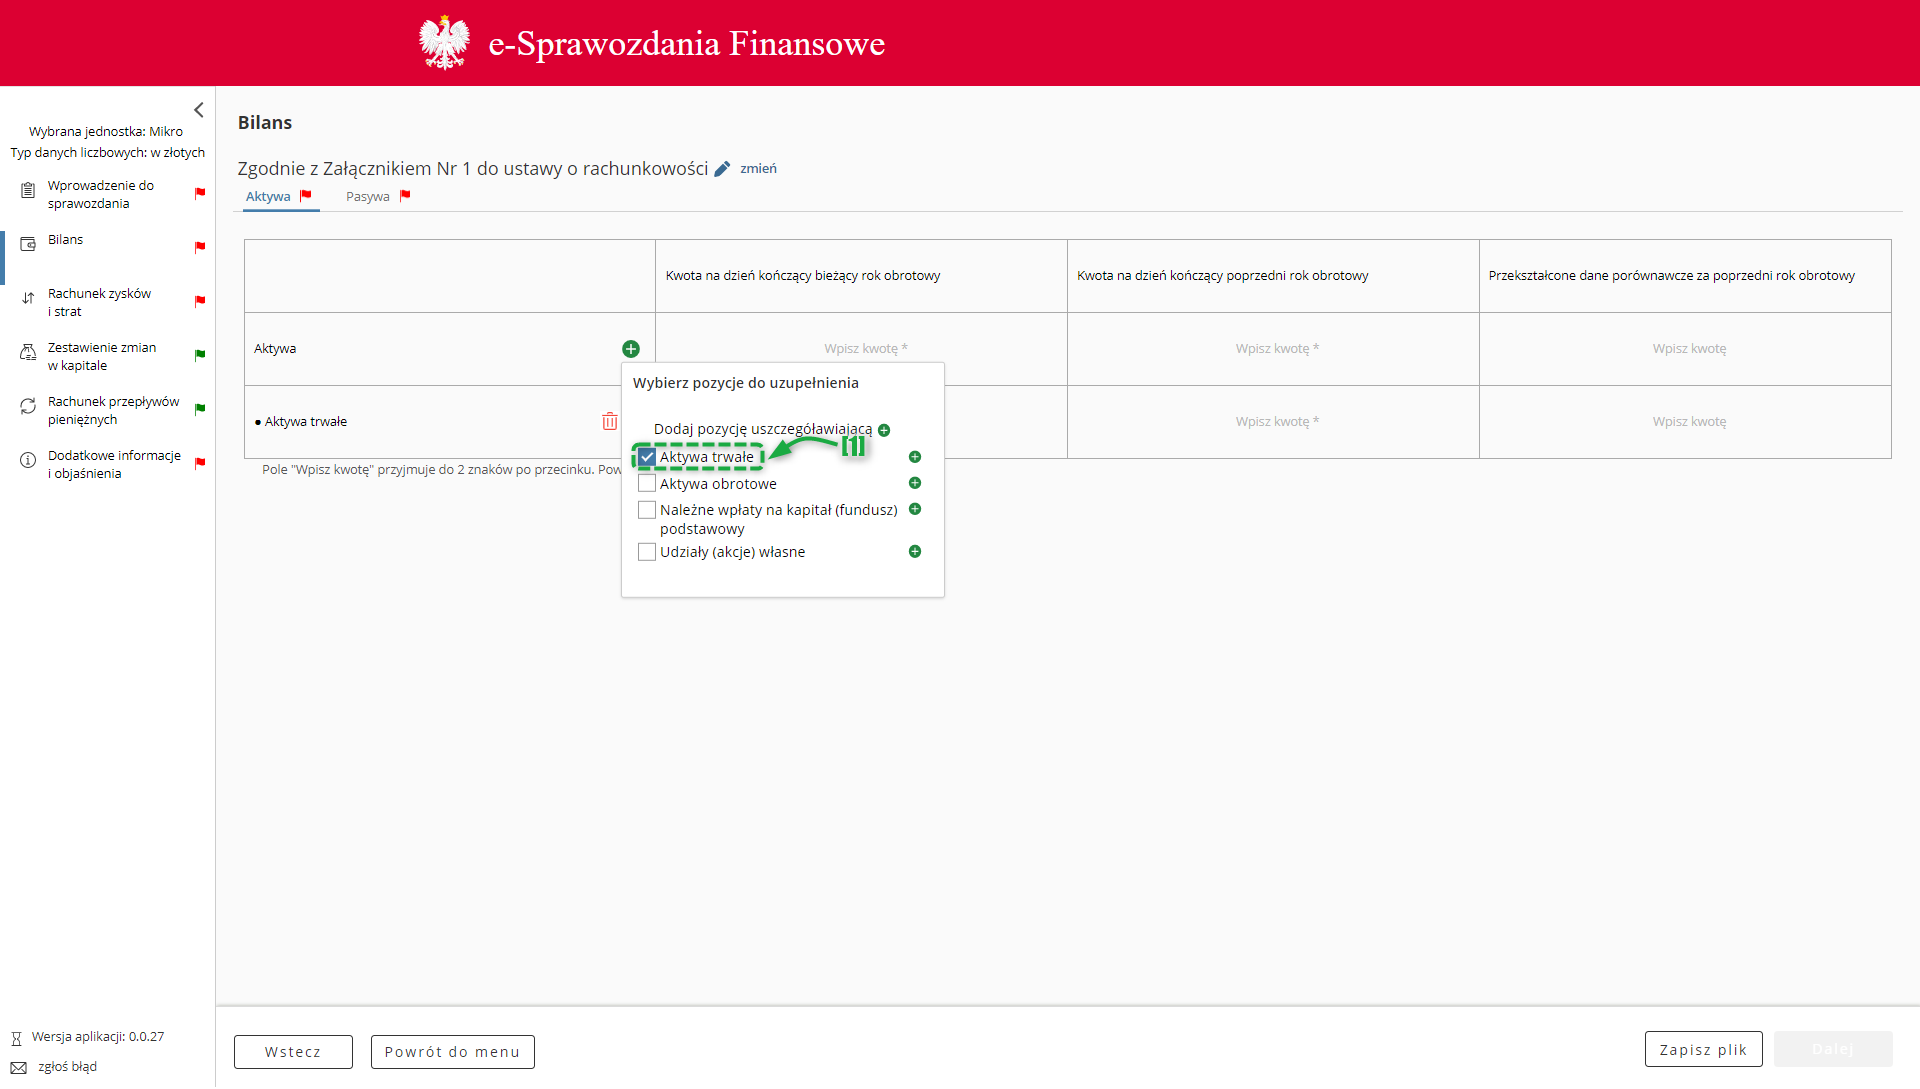 e-Sprawozdania Finansowe
Wybrana jednostka: Mikro
Typ danych liczbowych: w złotych
Wprowadzenie do
sprawozdania
Bilans
Rachunek zysków
i strat
Zestawienie zmian
w kapitale
Rachunek przepływów
pieniężnych
Dodatkowe informacje
i objaśnienia
Wersja aplikacji: 0.0.27
zgłoś błąd
Bilans
Zgodnie z Załącznikiem Nr 1 do ustawy o rachunkowości zmień
Aktywa Pasywa
Kwota na dzień kończący bieżący rok obrotowy Kwota na dzień kończący poprzedni rok obrotowy Przekształcone dane porównawcze za poprzedni rok obrotowy
Aktywa Wpisz kwotę * Wpisz kwotę * Wpisz kwotę
• Aktywa trwałe Wpisz kwotę * Wpisz kwotę
Pole "Wpisz kwotę" przyjmuje do 2 znaków po przecinku. Pow
Wybierz pozycje do uzupełnienia
Dodaj pozycję uszczegóławiającą
Aktywa trwałe [1]
Aktywa obrotowe
Należne wpłaty na kapitał (fundusz)
podstawowy
Udziały (akcje) własne
Wstecz Powrót do menu Zapisz plik Dalej